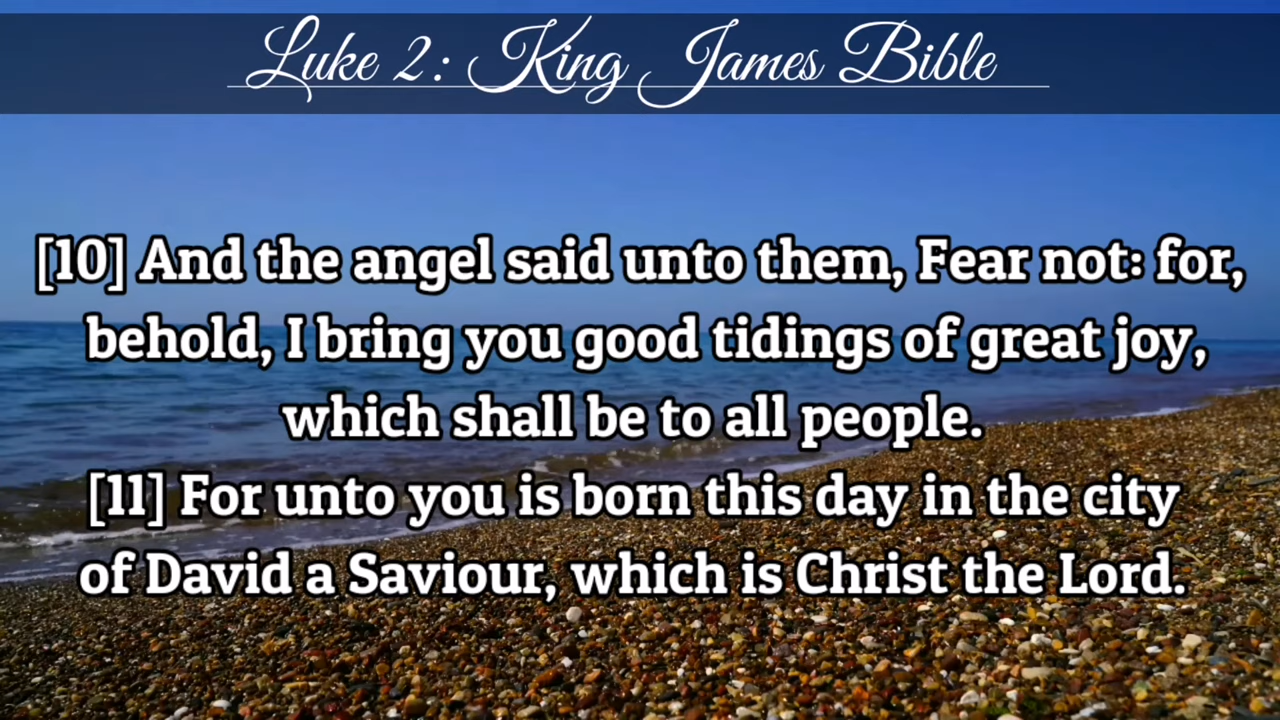 Luke 2: King James Bible
[10] And the angel said unto them, Fear not: for,
behold, I bring you good tidings of great joy,
which shall be to all people.
[11] For unto you is born this day in the city
of David a Saviour, which is Christ the Lord.